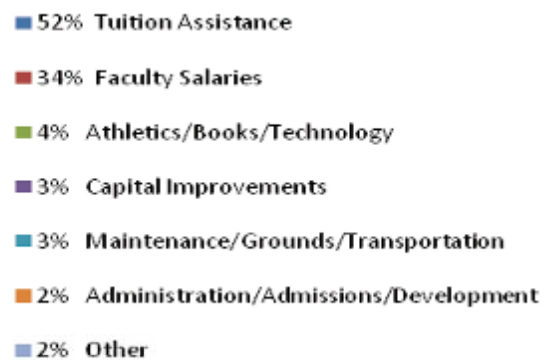 52% Tuition Assistance
34% Faculty Salaries
4% Athletics/Books/Technology
3% Capital Improvements
3% Maintenance/Grounds/Transportation
2% Administration/Admissions/Development
2% Other